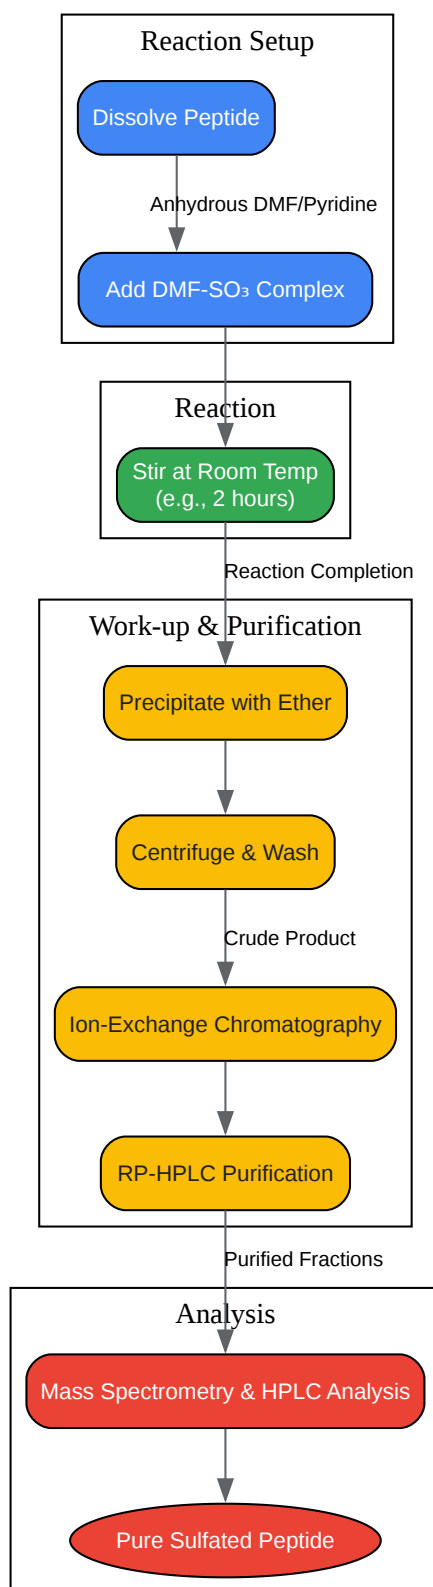 Reaction Setup
Dissolve Peptide
Anhydrous DMF/Pyridine
Add DMF-SO₃ Complex
Reaction
Stir at Room Temp
(e.g., 2 hours)
Reaction Completion
Work-up & Purification
Precipitate with Ether
Centrifuge & Wash
Crude Product
Ion-Exchange Chromatography
RP-HPLC Purification
Purified Fractions
Analysis
Mass Spectrometry & HPLC Analysis
Pure Sulfated Peptide